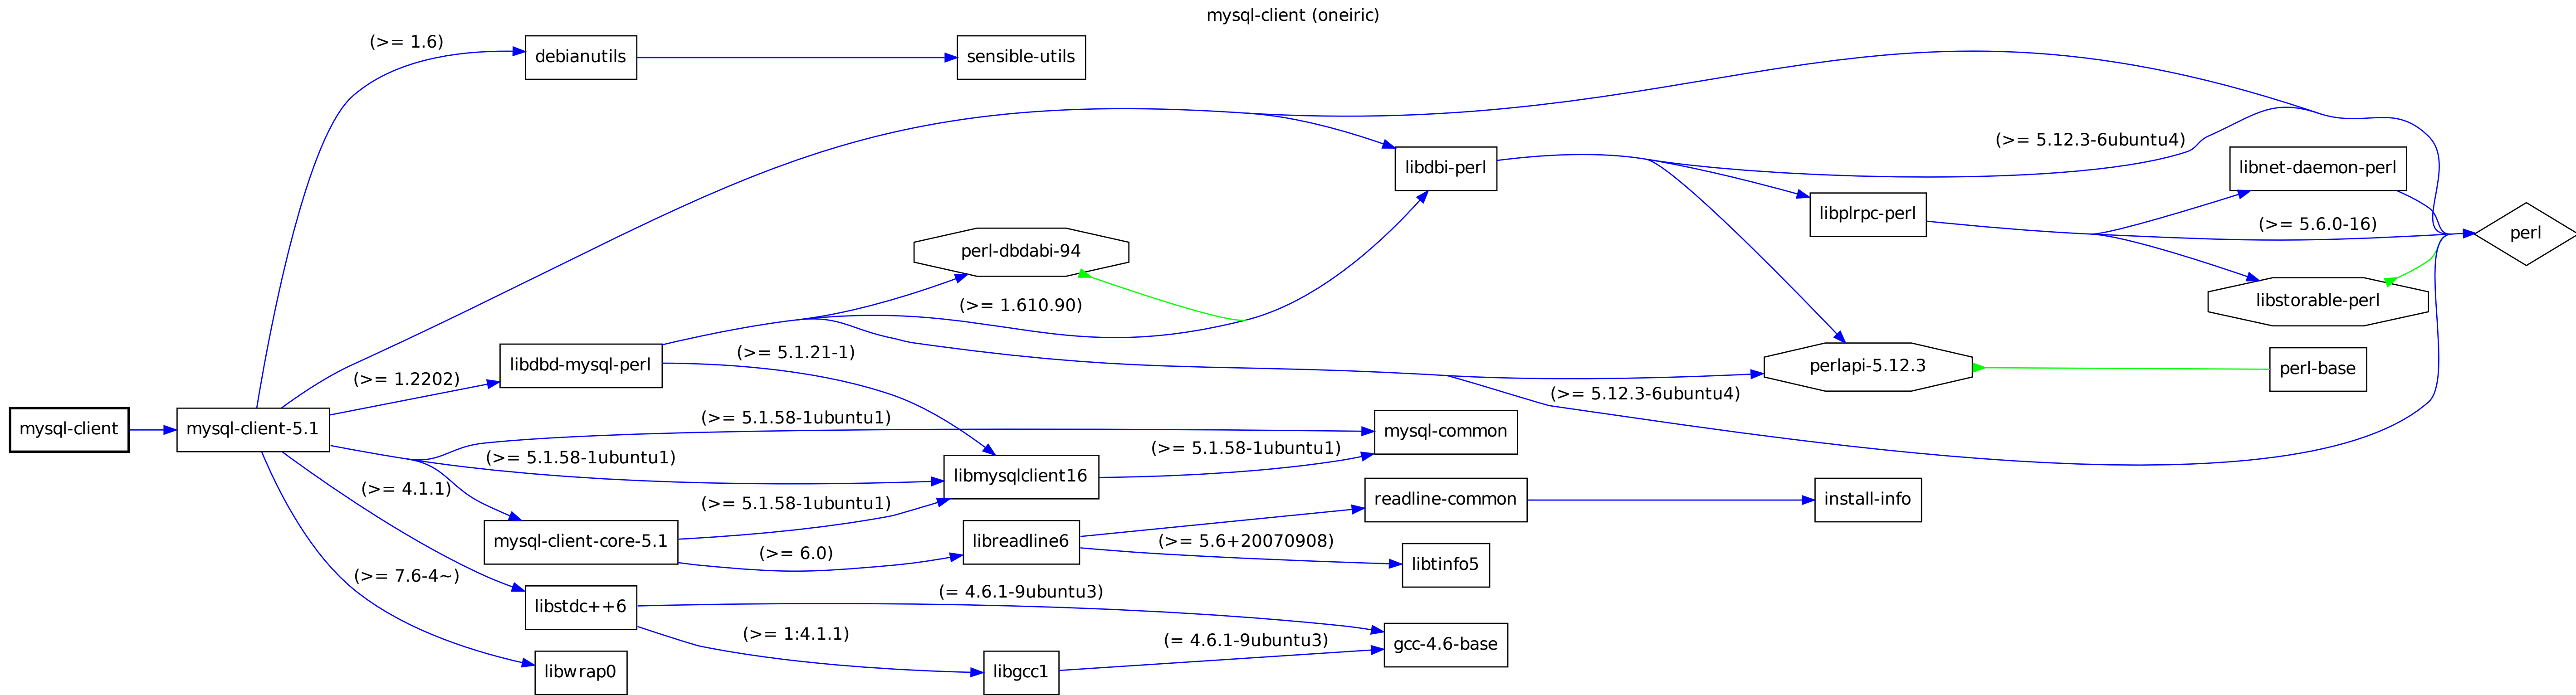 mysql-client (oneiric)
(>= 1.6)
debianutils
sensible-utils
(>= 5.12.3-6ubuntu4)
libdbi-perl
libnet-daemon-perl
libplrpc-perl
(>= 5.6.0-16)
perl
perl-dbdabi-94
libstorable-perl
(>= 1.610.90)
(>= 5.1.21-1)
libdbd-mysql-perl
(>= 1.2202)
perlapi-5.12.3
perl-base
(>= 5.12.3-6ubuntu4)
mysql-client
mysql-client-5.1
(>= 5.1.58-1ubuntu1)
mysql-common
(>= 5.1.58-1ubuntu1)
(>= 5.1.58-1ubuntu1)
libmysqlclient16
(>= 4.1.1)
(>= 5.1.58-1ubuntu1)
readline-common
install-info
mysql-client-core-5.1
(>= 6.0)
libreadline6
(>= 5.6+20070908)
libtinfo5
(>= 7.6-4~)
libstdc++6
(= 4.6.1-9ubuntu3)
(>= 1:4.1.1)
(= 4.6.1-9ubuntu3)
gcc-4.6-base
libwrap0
libgcc1